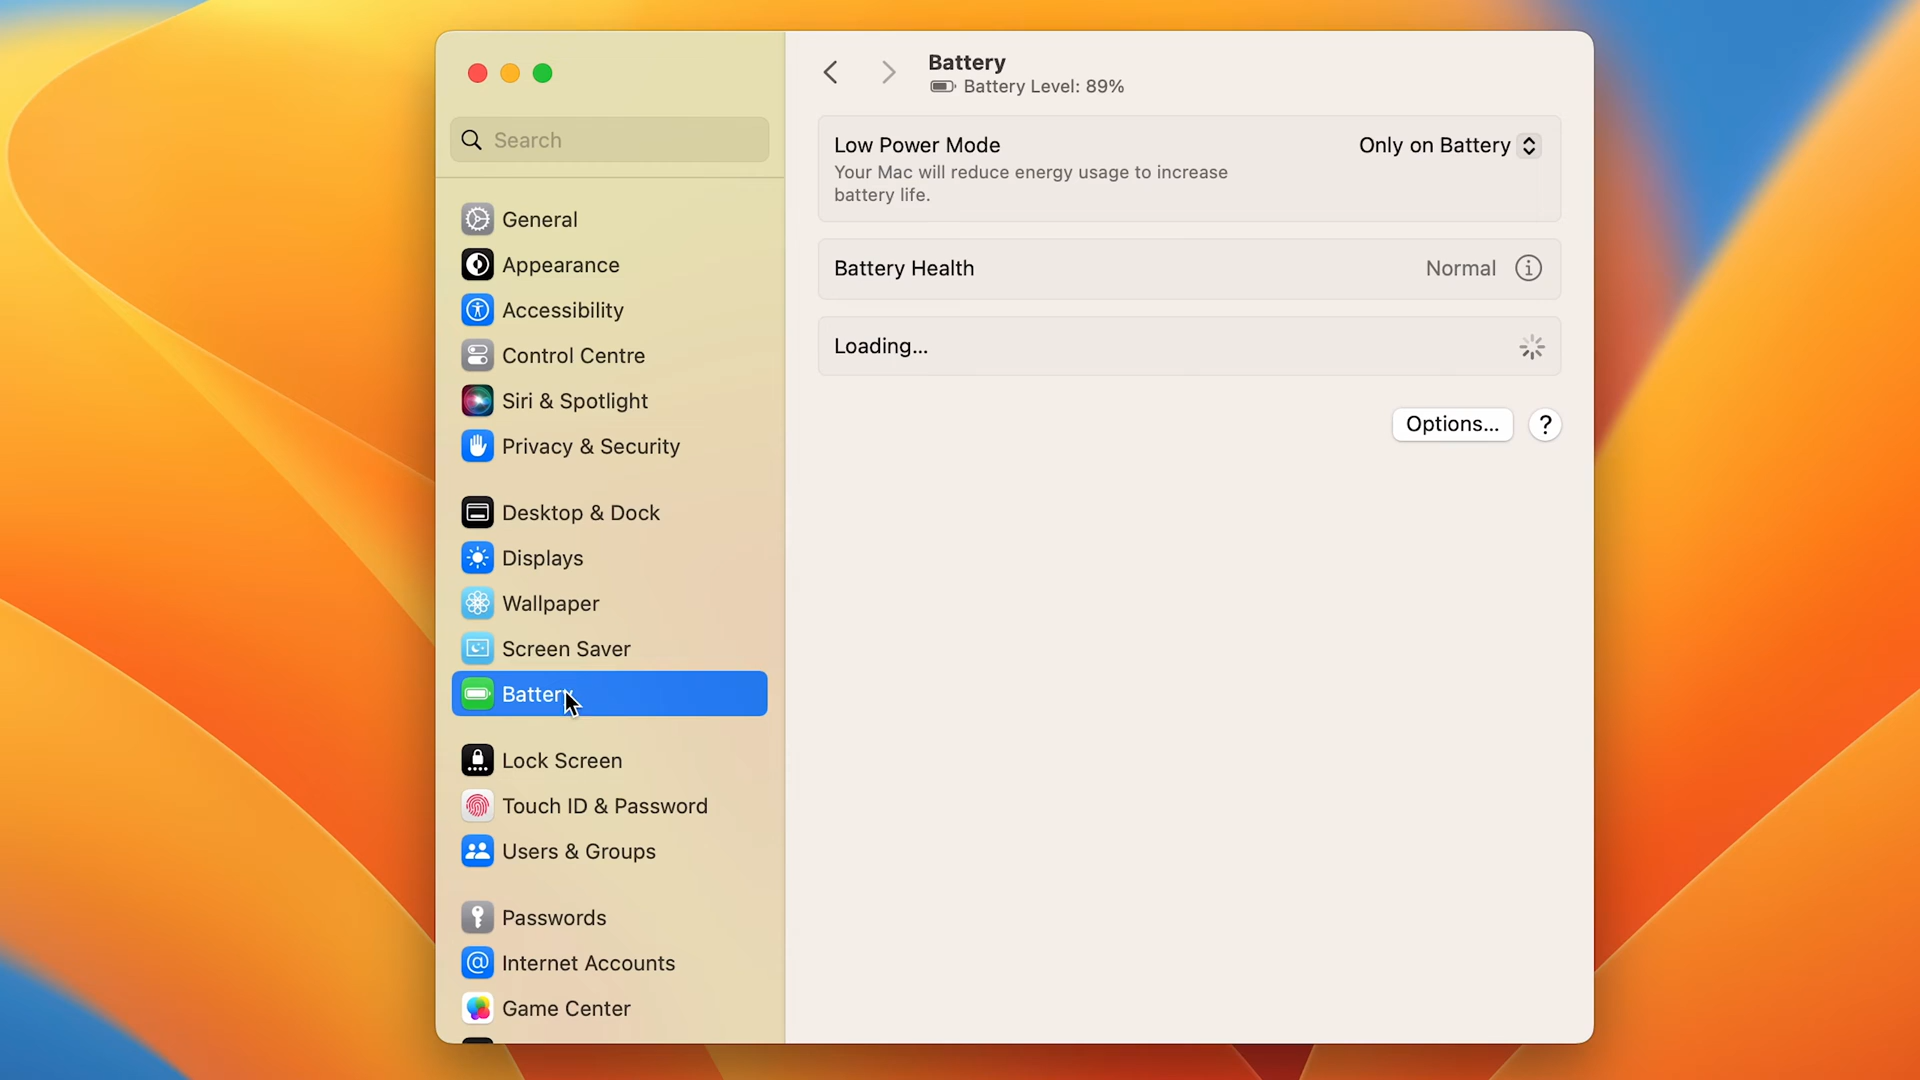 Search
General
Appearance
Accessibility
Control Centre
Siri & Spotlight
Privacy & Security
Desktop & Dock
Displays
Wallpaper
Screen Saver
Battery
Lock Screen
Touch ID & Password
Users & Groups
Passwords
Internet Accounts
Game Center
Battery
Battery Level: 89%
Low Power Mode
Only on Battery
Your Mac will reduce energy usage to increase
battery life.
Battery Health
Normal
Loading...
Options...
?